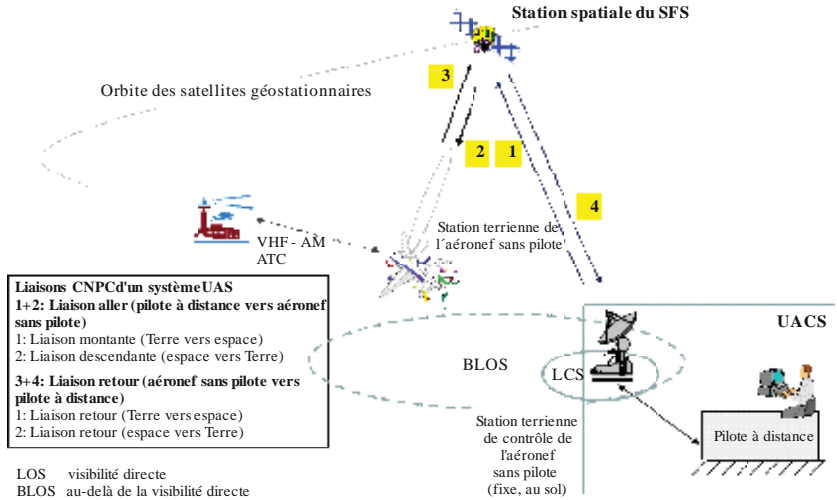 Station spatiale du SFS
3
Orbite des satellites géostationnaires
2
1
4
Station terrienne de
l´aéronef sans pilote
VHF - AM
ATC
Liaisons CNPCd'un systèmeUAS
1+2: Liaison aller (pilote à distance vers aéronef
sans pilote)
1: Liaison montante (Terre vers espace)
2: Liaison descendante (espace vers Terre)
3+4: Liaison retour (aéronef sans pilote vers
pilote à distance)
1: Liaison retour (Terre vers espace)
2: Liaison retour (espace vers Terre)
UACS
BLOS
LCS
Station terrienne
de contrôle de
l'aéronef
sans pilote
(fixe, au sol)
Pilote à distance
LOS visibilité directe
BLOS au-delà de la visibilité directe